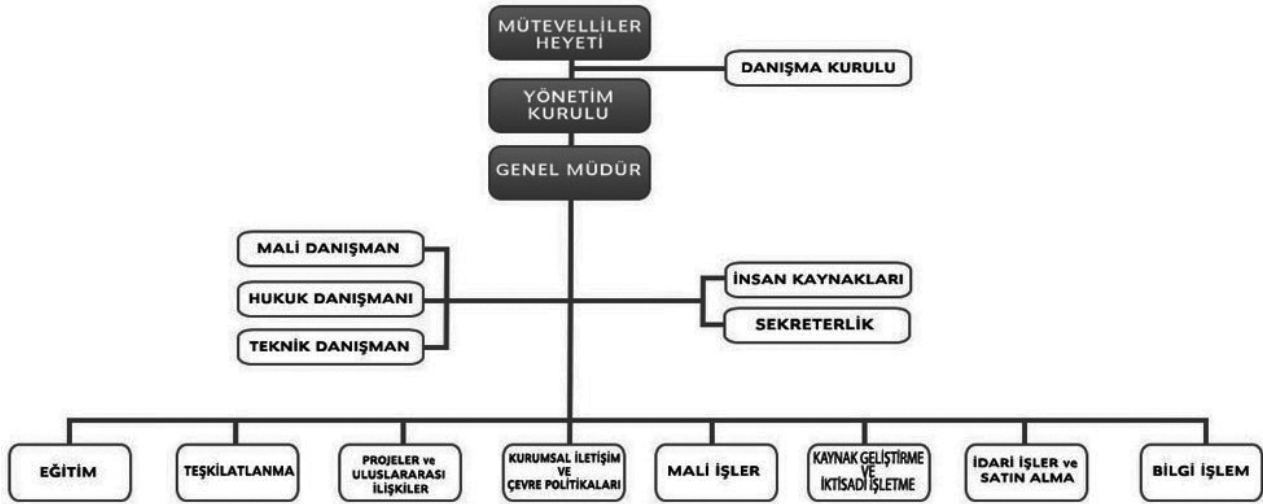 MÜTEVELLİLER
HEYETİ
DANIŞMA KURULU
YÖNETİM
KURULU
GENEL MÜDÜR
MALİ DANIŞMAN
HUKUK DANIŞMANI
TEKNİK DANIŞMAN
İNSAN KAYNAKLARI
SEKRETERLİK
EĞİTİM
TEŞKİLATLANMA
PROJELER ve
ULUSLARARASI
İLİŞKİLER
KURUMSAL İLETİŞİM
VE
ÇEVRE POLİTİKALARI
MALİ İŞLER
KAYNAK GELİŞTİRME
VE
İKTİSADİ İŞLETME
İDARİ İŞLER ve
SATIN ALMA
BİLGİ İŞLEM